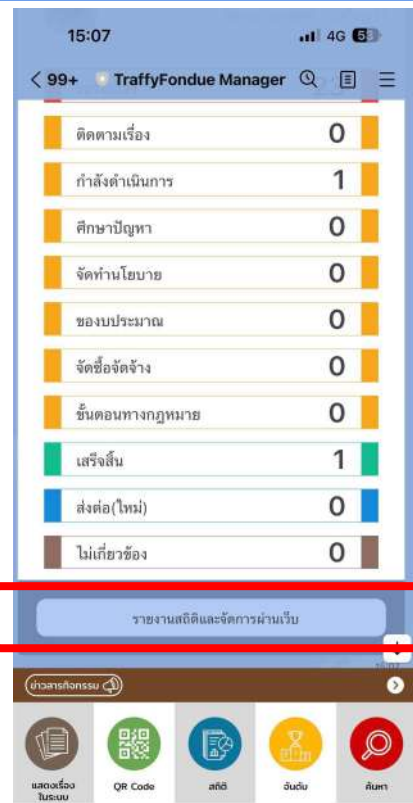 15:07 4G 53
99+ TraffyFondue Manager
ติดตามเรื่อง 0
กำลังดำเนินการ 1
ศึกษาปัญหา 0
จัดทำนโยบาย 0
ของบประมาณ 0
จัดซื้อจัดจ้าง 0
ขั้นตอนทางกฎหมาย 0
เสร็จสิ้น 1
ส่งต่อ(ใหม่) 0
ไม่เกี่ยวข้อง 0
รายงานสถิติและจัดการผ่านเว็บ
ข่าวสารกิจกรรม
แสดงเรื่อง
ในระบบ
QR Code
สถิติ
อันดับ
ค้นหา